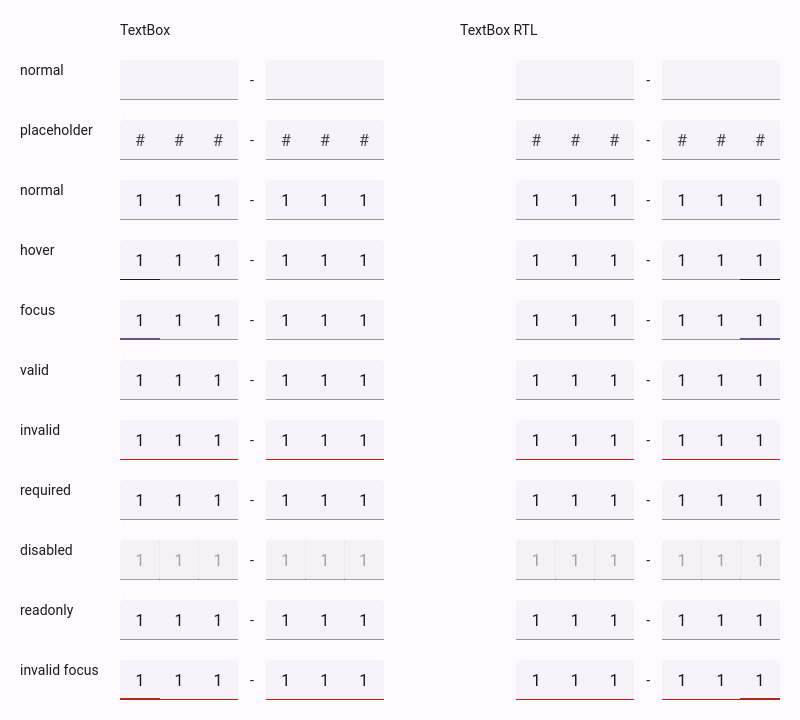 TextBox TextBox RTL
normal - -
placeholder # # # - # # # # # # - # # #
normal 1 1 1 - 1 1 1 1 1 1 - 1 1 1
hover 1 1 1 - 1 1 1 1 1 1 - 1 1 1
focus 1 1 1 - 1 1 1 1 1 1 - 1 1 1
valid 1 1 1 - 1 1 1 1 1 1 - 1 1 1
invalid 1 1 1 - 1 1 1 1 1 1 - 1 1 1
required 1 1 1 - 1 1 1 1 1 1 - 1 1 1
disabled 1 1 1 - 1 1 1 1 1 1 - 1 1 1
readonly 1 1 1 - 1 1 1 1 1 1 - 1 1 1
invalid focus 1 1 1 - 1 1 1 1 1 1 - 1 1 1